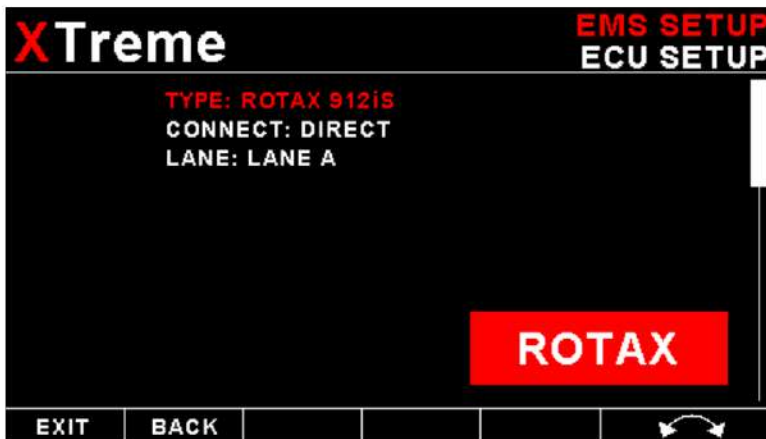 XTreme
EMS SETUP
ECU SETUP
TYPE: ROTAX 912iS
CONNECT: DIRECT
LANE: LANE A
ROTAX
EXIT BACK